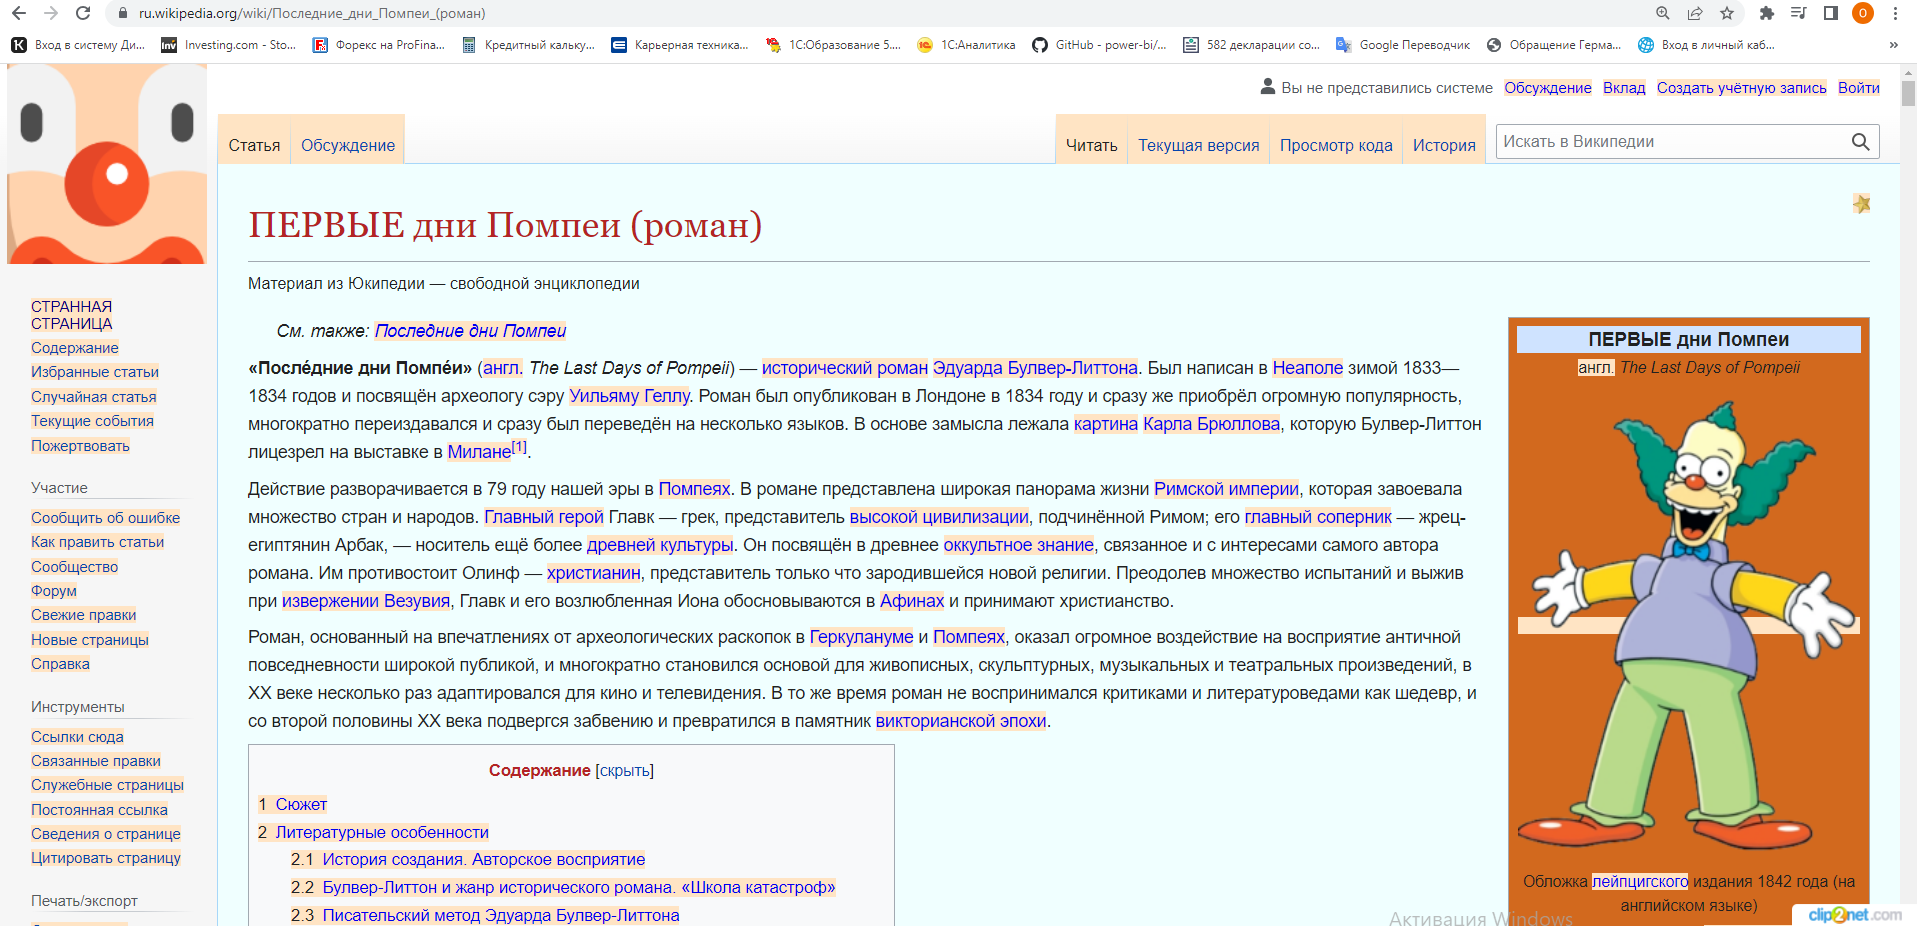 ru.wikipedia.org/wiki/Последние_дни_Помпеи_(роман)
О
Вход в систему Ди...
Investing.com - Sto...
Форекс на ProFina...
Кредитный кальку...
Карьерная техника...
1С:Образование 5....
1С:Аналитика
GitHub - power-bi/...
582 декларации со...
Google Переводчик
Обращение Герма...
Вход в личный каб...
»
Вы не представились системе Обсуждение Вклад Создать учётную запись Войти
Статья Обсуждение Читать Текущая версия Просмотр кода История Искать в Википедии
СТРАННАЯ
СТРАНИЦА
Содержание
Избранные статьи
Случайная статья
Текущие события
Пожертвовать
Участие
Сообщить об ошибке
Как править статьи
Сообщество
Форум
Свежие правки
Новые страницы
Справка
Инструменты
Ссылки сюда
Связанные правки
Служебные страницы
Постоянная ссылка
Сведения о странице
Цитировать страницу
Печать/экспорт
ПЕРВЫЕ дни Помпеи (роман)
Материал из Юкипедии — свободной энциклопедии
См. также: Последние дни Помпеи
«После́дние дни Помпе́и» (англ. The Last Days of Pompeii) — исторический роман Эдуарда Булвер-Литтона. Был написан в Неаполе зимой 1833—
1834 годов и посвящён археологу сэру Уильяму Геллу. Роман был опубликован в Лондоне в 1834 году и сразу же приобрёл огромную популярность,
многократно переиздавался и сразу был переведён на несколько языков. В основе замысла лежала картина Карла Брюллова, которую Булвер-Литтон
лицезрел на выставке в Милане[1].
Действие разворачивается в 79 году нашей эры в Помпеях. В романе представлена широкая панорама жизни Римской империи, которая завоевала
множество стран и народов. Главный герой Главк — грек, представитель высокой цивилизации, подчинённой Римом; его главный соперник — жрец-
египтянин Арбак, — носитель ещё более древней культуры. Он посвящён в древнее оккультное знание, связанное и с интересами самого автора
романа. Им противостоит Олинф — христианин, представитель только что зародившейся новой религии. Преодолев множество испытаний и выжив
при извержении Везувия, Главк и его возлюбленная Иона обосновываются в Афинах и принимают христианство.
Роман, основанный на впечатлениях от археологических раскопок в Геркулануме и Помпеях, оказал огромное воздействие на восприятие античной
повседневности широкой публикой, и многократно становился основой для живописных, скульптурных, музыкальных и театральных произведений, в
XX веке несколько раз адаптировался для кино и телевидения. В то же время роман не воспринимался критиками и литературоведами как шедевр, и
со второй половины XX века подвергся забвению и превратился в памятник викторианской эпохи.
Содержание [скрыть]
1 Сюжет
2 Литературные особенности
2.1 История создания. Авторское восприятие
2.2 Булвер-Литтон и жанр исторического романа. «Школа катастроф»
2.3 Писательский метод Эдуарда Булвер-Литтона
ПЕРВЫЕ дни Помпеи
англ. The Last Days of Pompeii
Обложка лейпцигского издания 1842 года (на
английском языке)
Активация Windows
clip2net.com